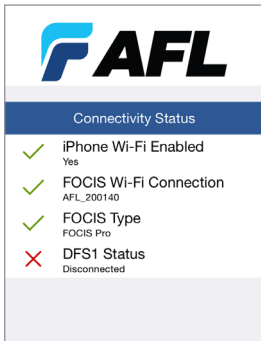 AFL
Connectivity Status
iPhone Wi-Fi Enabled
Yes
FOCIS Wi-Fi Connection
AFL_200140
FOCIS Type
FOCIS Pro
DFS1 Status
Disconnected